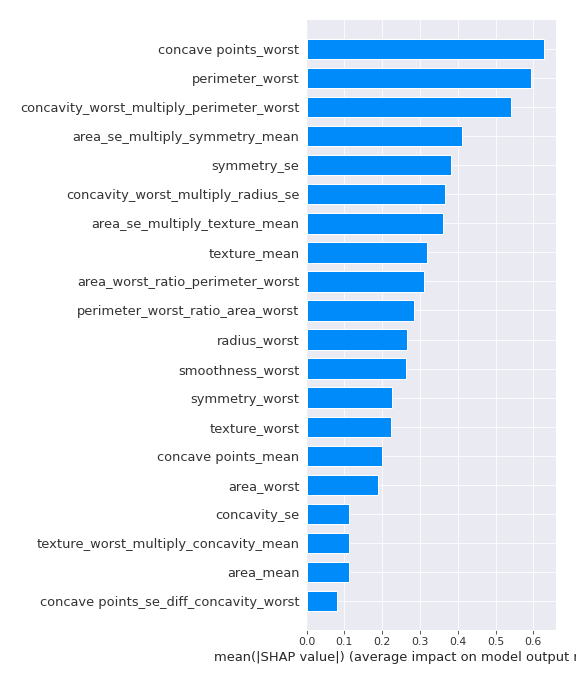 concave points_worst
perimeter_worst
concavity_worst_multiply_perimeter_worst
area_se_multiply_symmetry_mean
symmetry_se
concavity_worst_multiply_radius_se
area_se_multiply_texture_mean
texture_mean
area_worst_ratio_perimeter_worst
perimeter_worst_ratio_area_worst
radius_worst
smoothness_worst
symmetry_worst
texture_worst
concave points_mean
area_worst
concavity_se
texture_worst_multiply_concavity_mean
area_mean
concave points_se_diff_concavity_worst
0.0 0.1 0.2 0.3 0.4 0.5 0.6
mean(|SHAP value|) (average impact on model output